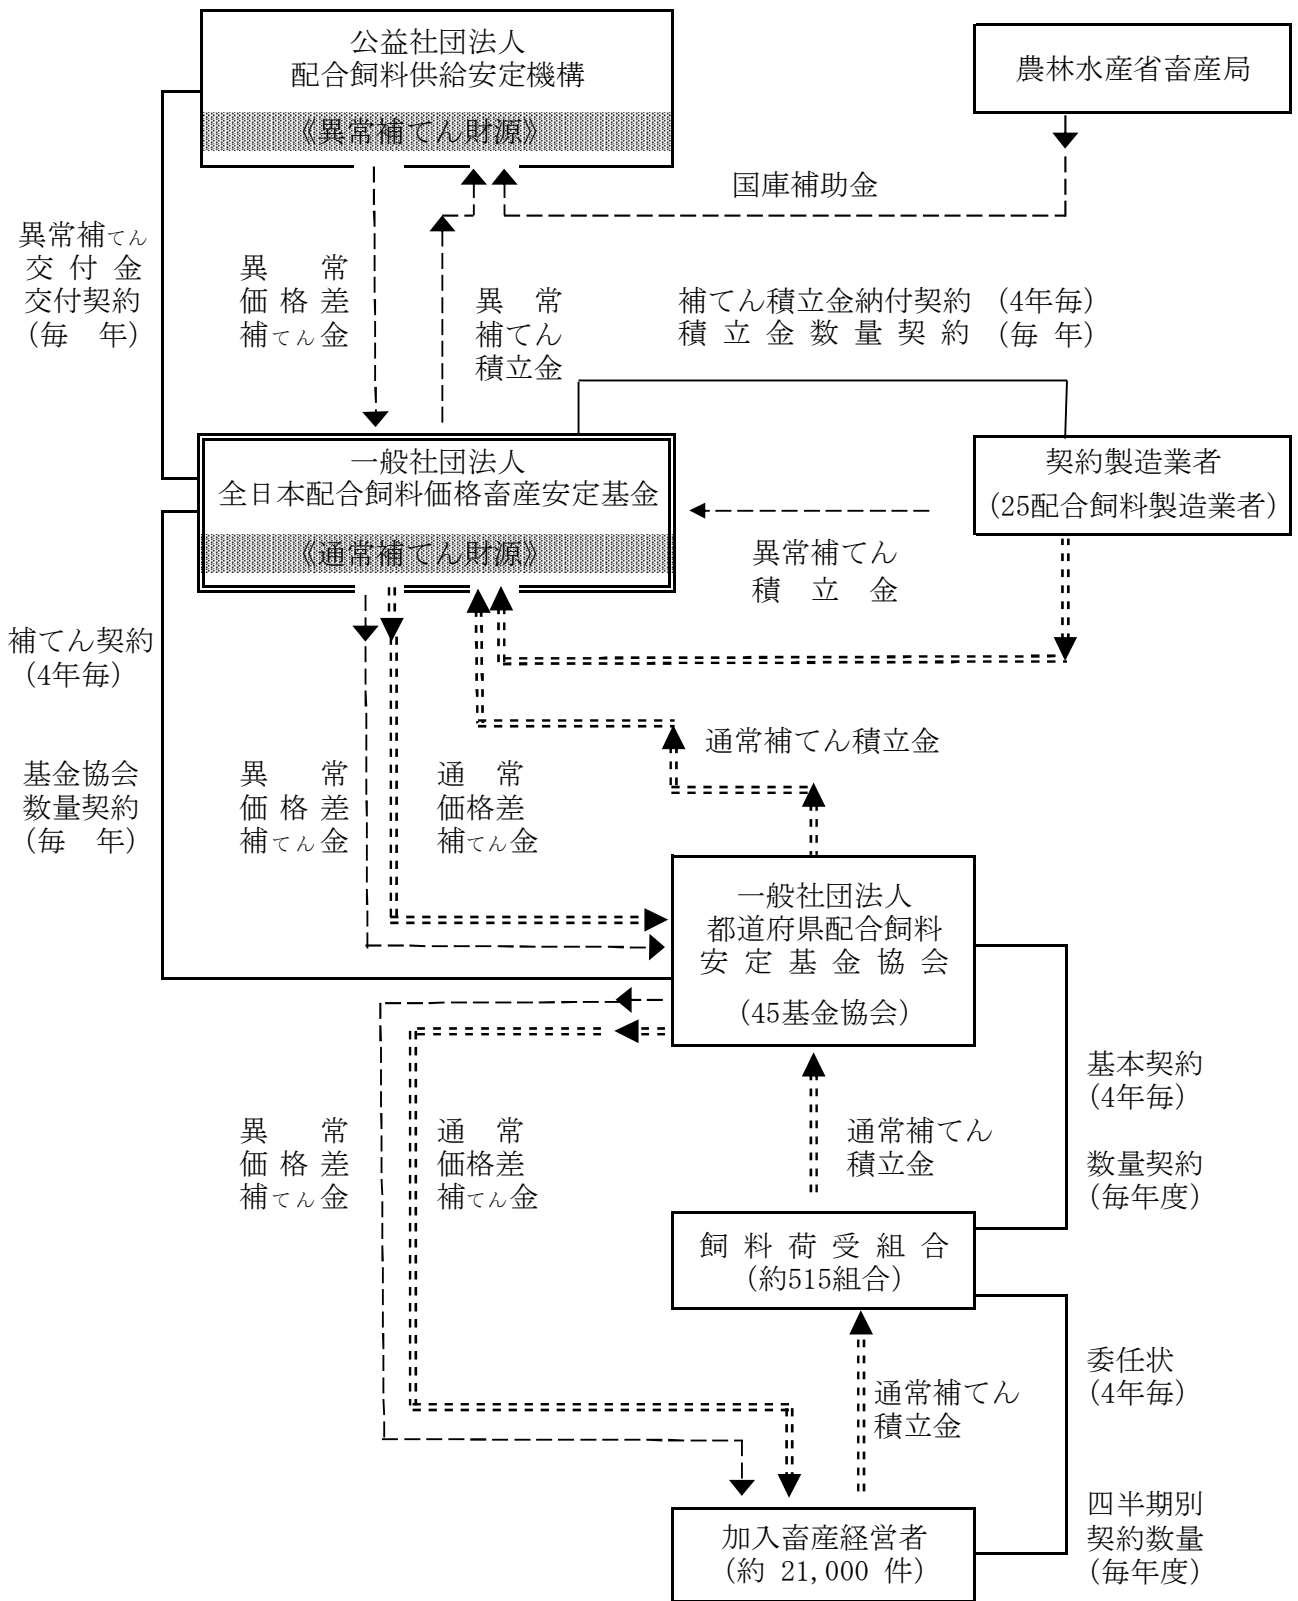 公益社団法人
配合飼料供給安定機構
《異常補てん財源》
農林水産省畜産局
国庫補助金
異常補てん
交付金
交付契約
(毎　年)
異　　常
価 格 差
補てん金
異　常
補てん
積立金
補てん積立金納付契約　(4年毎)
積 立 金 数 量 契 約　(毎 年)
一般社団法人
全日本配合飼料価格畜産安定基金
《通常補てん財源》
契約製造業者
(25配合飼料製造業者)
異常補てん
積　立　金
補てん契約
(4年毎)
通常補てん積立金
基金協会
数量契約
(毎　年)
異　　常
価 格 差
補てん金
通　常
価格差
補てん金
一般社団法人
都道府県配合飼料
安 定 基 金 協 会
(45基金協会)
基本契約
(4年毎)
数量契約
(毎年度)
異　　常
価 格 差
補てん金
通　常
価格差
補てん金
通常補てん
積立金
飼 料 荷 受 組 合
(約515組合)
委任状
(4年毎)
通常補てん
積立金
四半期別
契約数量
(毎年度)
加入畜産経営者
(約 21,000 件)